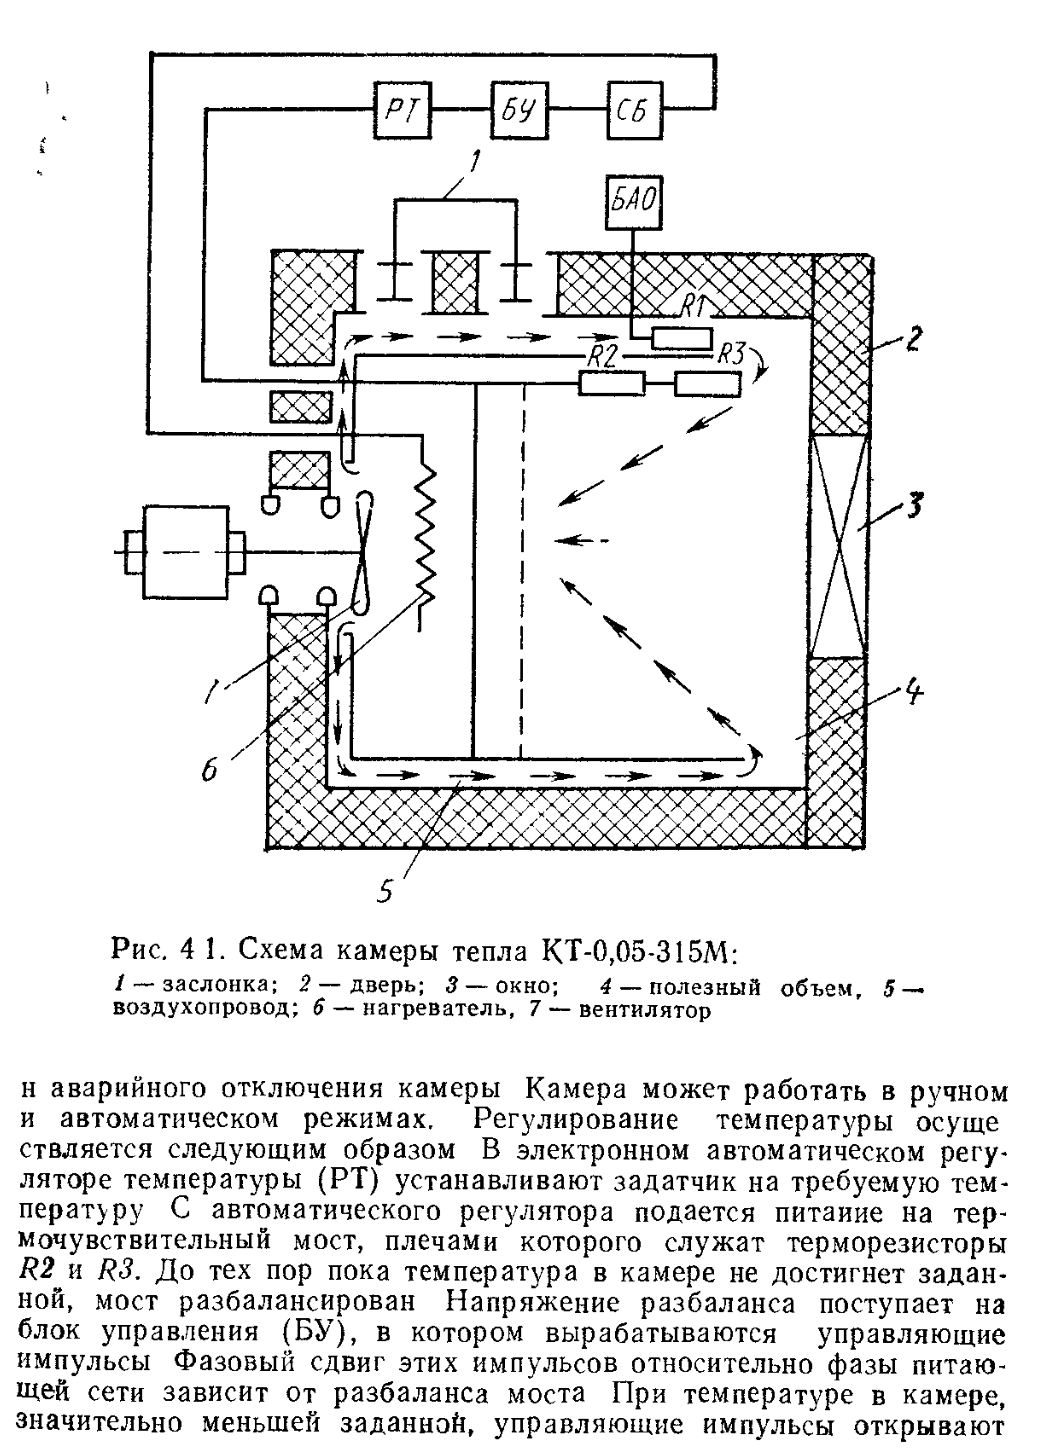 РТ БУ СБ
1
БАО
R1
R2 R3
2
3
4
7
6
5
Рис. 4 1. Схема камеры тепла КТ-0,05-315М:
1 — заслонка; 2 — дверь; 3 — окно; 4 — полезный объем, 5 —
воздухопровод; 6 — нагреватель, 7 — вентилятор
н аварийного отключения камеры Камера может работать в ручном
и автоматическом режимах. Регулирование температуры осуще
ствляется следующим образом В электронном автоматическом регу-
ляторе температуры (РТ) устанавливают задатчик на требуемую тем-
пературу С автоматического регулятора подается питание на тер-
мочувствительный мост, плечами которого служат терморезисторы
R2 и R3. До тех пор пока температура в камере не достигнет задан-
ной, мост разбалансирован Напряжение разбаланса поступает на
блок управления (БУ), в котором вырабатываются управляющие
импульсы Фазовый сдвиг этих импульсов относительно фазы питаю-
щей сети зависит от разбаланса моста При температуре в камере,
значительно меньшей заданной, управляющие импульсы открывают